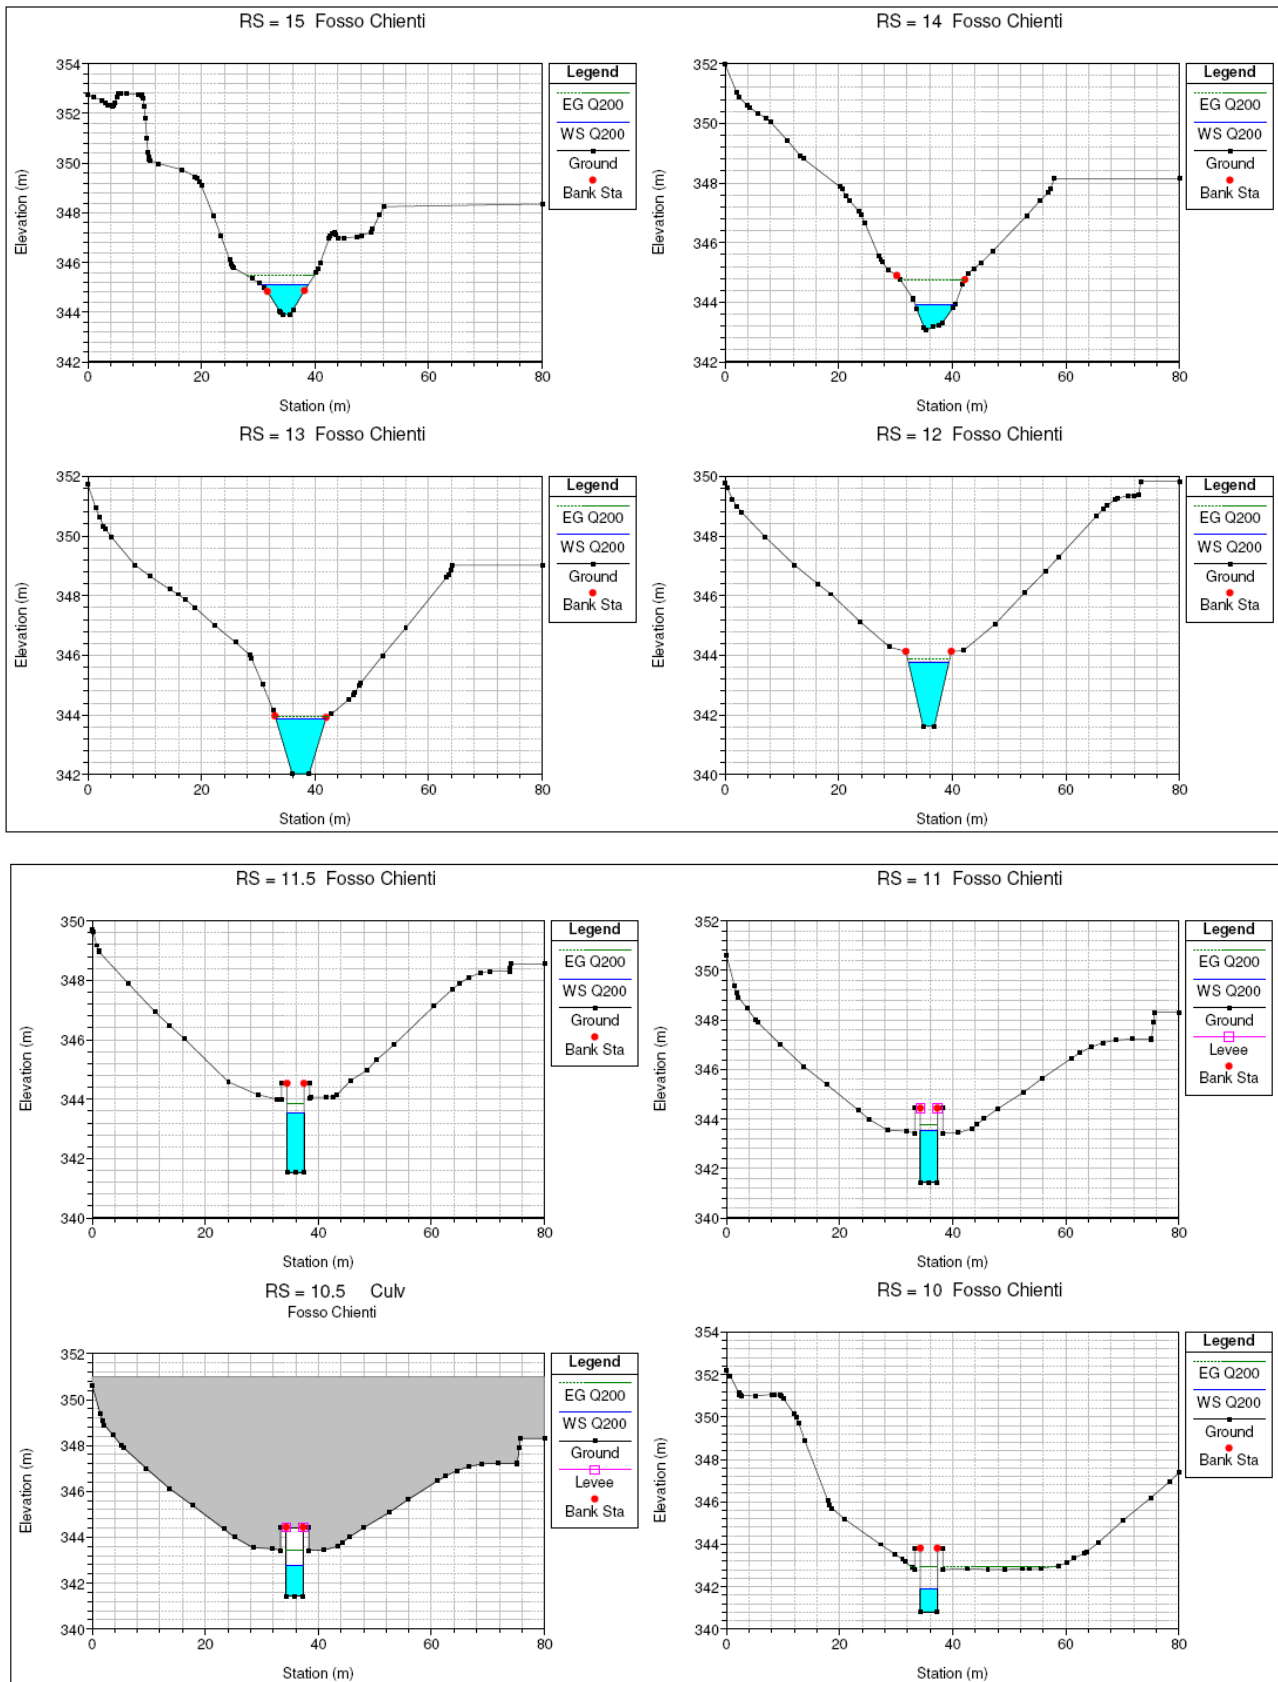 RS = 15 Fosso Chienti
354
352
350
348
346
344
342
0
20
40
60
80
Elevation (m)
Station (m)
Legend
EG Q200
WS Q200
Ground
Bank Sta
RS = 14 Fosso Chienti
352
350
348
346
344
342
0
20
40
60
80
Elevation (m)
Station (m)
Legend
EG Q200
WS Q200
Ground
Bank Sta
RS = 13 Fosso Chienti
352
350
348
346
344
342
0
20
40
60
80
Elevation (m)
Station (m)
Legend
EG Q200
WS Q200
Ground
Bank Sta
RS = 12 Fosso Chienti
350
348
346
344
342
340
0
20
40
60
80
Elevation (m)
Station (m)
Legend
EG Q200
WS Q200
Ground
Bank Sta
RS = 11.5 Fosso Chienti
350
348
346
344
342
340
0
20
40
60
80
Elevation (m)
Station (m)
Legend
EG Q200
WS Q200
Ground
Bank Sta
RS = 11 Fosso Chienti
352
350
348
346
344
342
340
0
20
40
60
80
Elevation (m)
Station (m)
Legend
EG Q200
WS Q200
Ground
Levee
Bank Sta
RS = 10.5 Culv
Fosso Chienti
352
350
348
346
344
342
340
0
20
40
60
80
Elevation (m)
Station (m)
Legend
EG Q200
WS Q200
Ground
Levee
Bank Sta
RS = 10 Fosso Chienti
354
352
350
348
346
344
342
340
0
20
40
60
80
Elevation (m)
Station (m)
Legend
EG Q200
WS Q200
Ground
Bank Sta